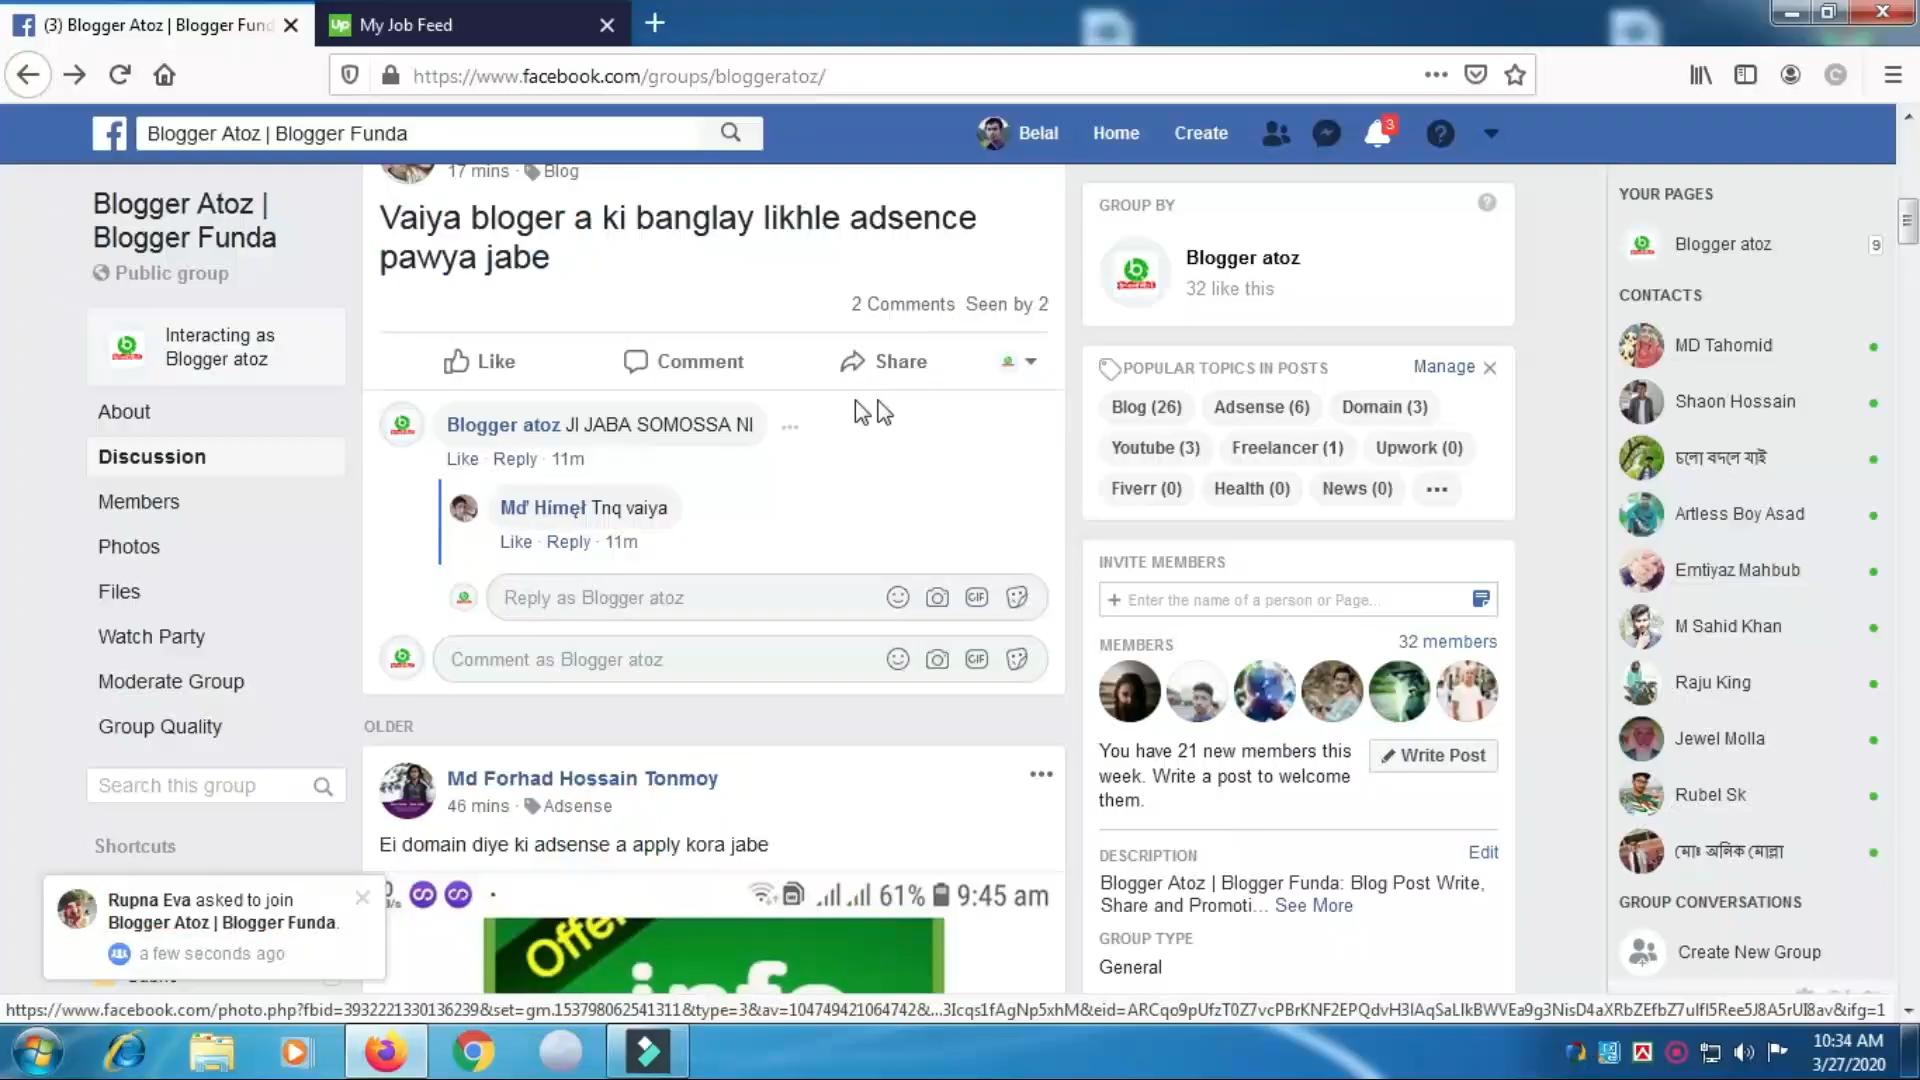 (3) Blogger Atoz | Blogger Fund
My Job Feed
https://www.facebook.com/groups/bloggeratoz/
Blogger Atoz | Blogger Funda
Belal
Home
Create
3
Blogger Atoz |
Blogger Funda
Public group
Interacting as
Blogger atoz
About
Discussion
Members
Photos
Files
Watch Party
Moderate Group
Group Quality
Search this group
Shortcuts
Rupna Eva asked to join
Blogger Atoz | Blogger Funda.
a few seconds ago
17 mins · Blog
Vaiya bloger a ki banglay likhle adsence
pawya jabe
2 Comments Seen by 2
Like
Comment
Share
Blogger atoz JI JABA SOMOSSA NI
Like · Reply · 11m
Mɗ Hímęł Tnq vaiya
Like · Reply · 11m
Reply as Blogger atoz
GIF
Comment as Blogger atoz
GIF
OLDER
Md Forhad Hossain Tonmoy
46 mins · Adsense
Ei domain diye ki adsense a apply kora jabe
61% 9:45 am
Offer
info
GROUP BY
Blogger atoz
32 like this
POPULAR TOPICS IN POSTS
Manage
Blog (26)
Adsense (6)
Domain (3)
Youtube (3)
Freelancer (1)
Upwork (0)
Fiverr (0)
Health (0)
News (0)
INVITE MEMBERS
+ Enter the name of a person or Page...
MEMBERS
32 members
You have 21 new members this
week. Write a post to welcome
them.
Write Post
DESCRIPTION
Edit
Blogger Atoz | Blogger Funda: Blog Post Write,
Share and Promoti... See More
GROUP TYPE
General
YOUR PAGES
Blogger atoz
9
CONTACTS
MD Tahomid
Shaon Hossain
চলো বদলে যাই
Artless Boy Asad
Emtiyaz Mahbub
M Sahid Khan
Raju King
Jewel Molla
Rubel Sk
মোঃ অনিক মোল্লা
GROUP CONVERSATIONS
Create New Group
10:34 AM
3/27/2020